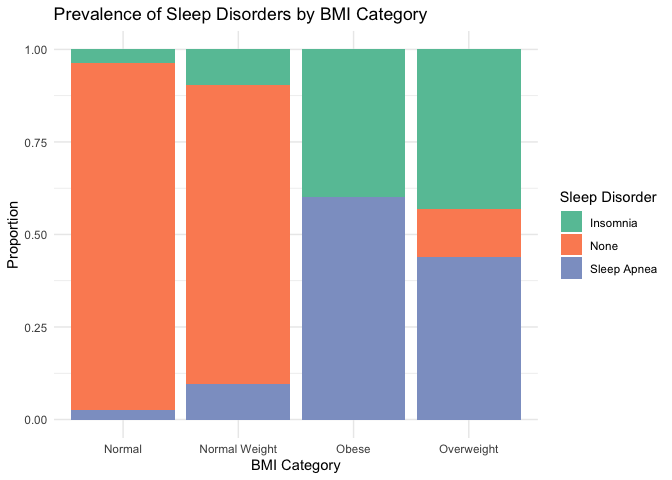 Prevalence of Sleep Disorders by BMI Category
1.00
0.75
0.50
0.25
0.00
Proportion
Normal
Normal Weight
Obese
Overweight
BMI Category
Sleep Disorder
Insomnia
None
Sleep Apnea